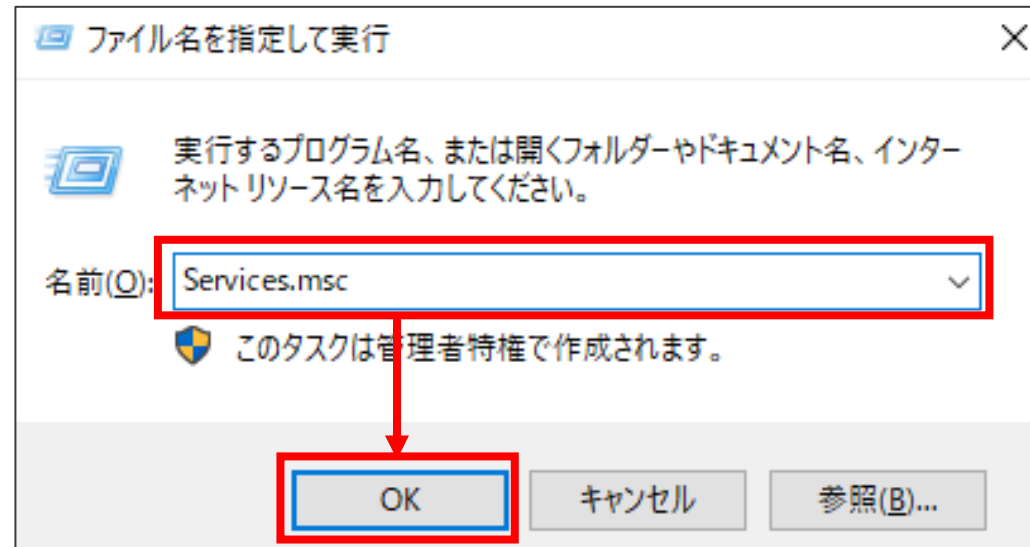 ファイル名を指定して実行
実行するプログラム名、または開くフォルダーやドキュメント名、インター
ネット リソース名を入力してください。
名前(O): Services.msc
このタスクは管理者特権で作成されます。
OK キャンセル 参照(B)...